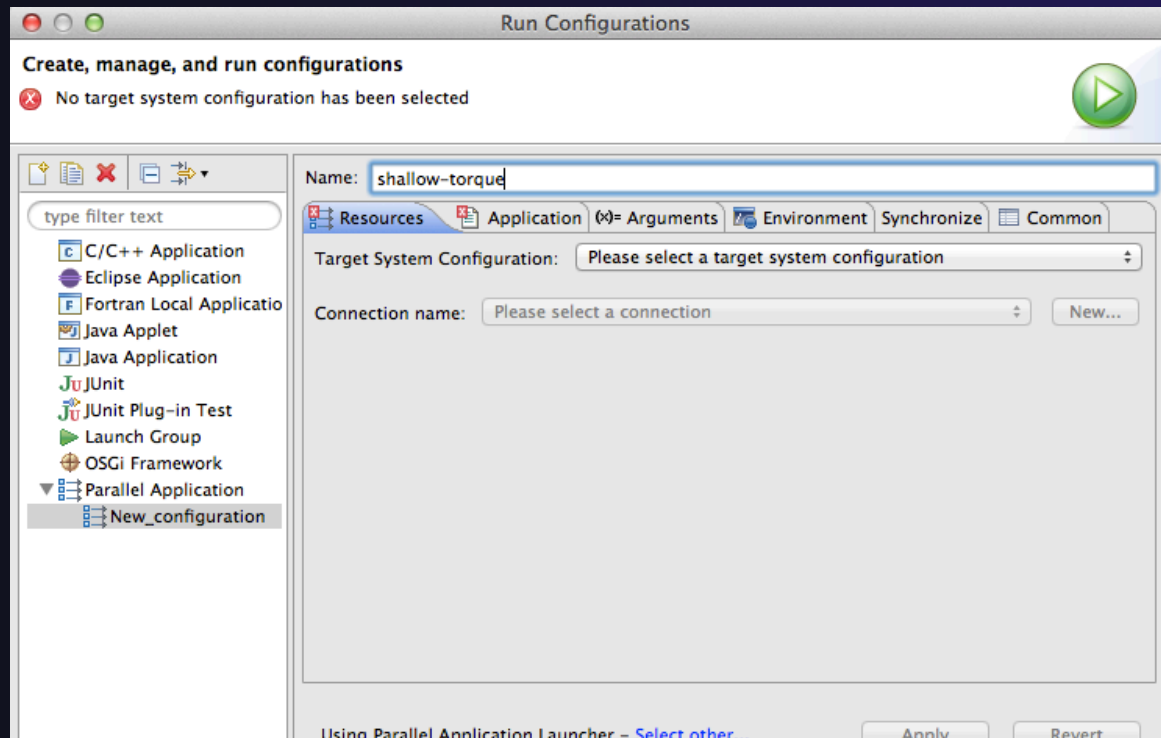 Run Configurations
Create, manage, and run configurations
No target system configuration has been selected
Name: shallow-torque
type filter text
Resources Application (x)= Arguments Environment Synchronize Common
C/C++ Application
Eclipse Application
Fortran Local Applicatio
Java Applet
Java Application
JUnit
JUnit Plug-in Test
Launch Group
OSGi Framework
Parallel Application
New_configuration
Target System Configuration: Please select a target system configuration
Connection name: Please select a connection New...
Using Parallel Application Launcher - Select other... Apply Revert